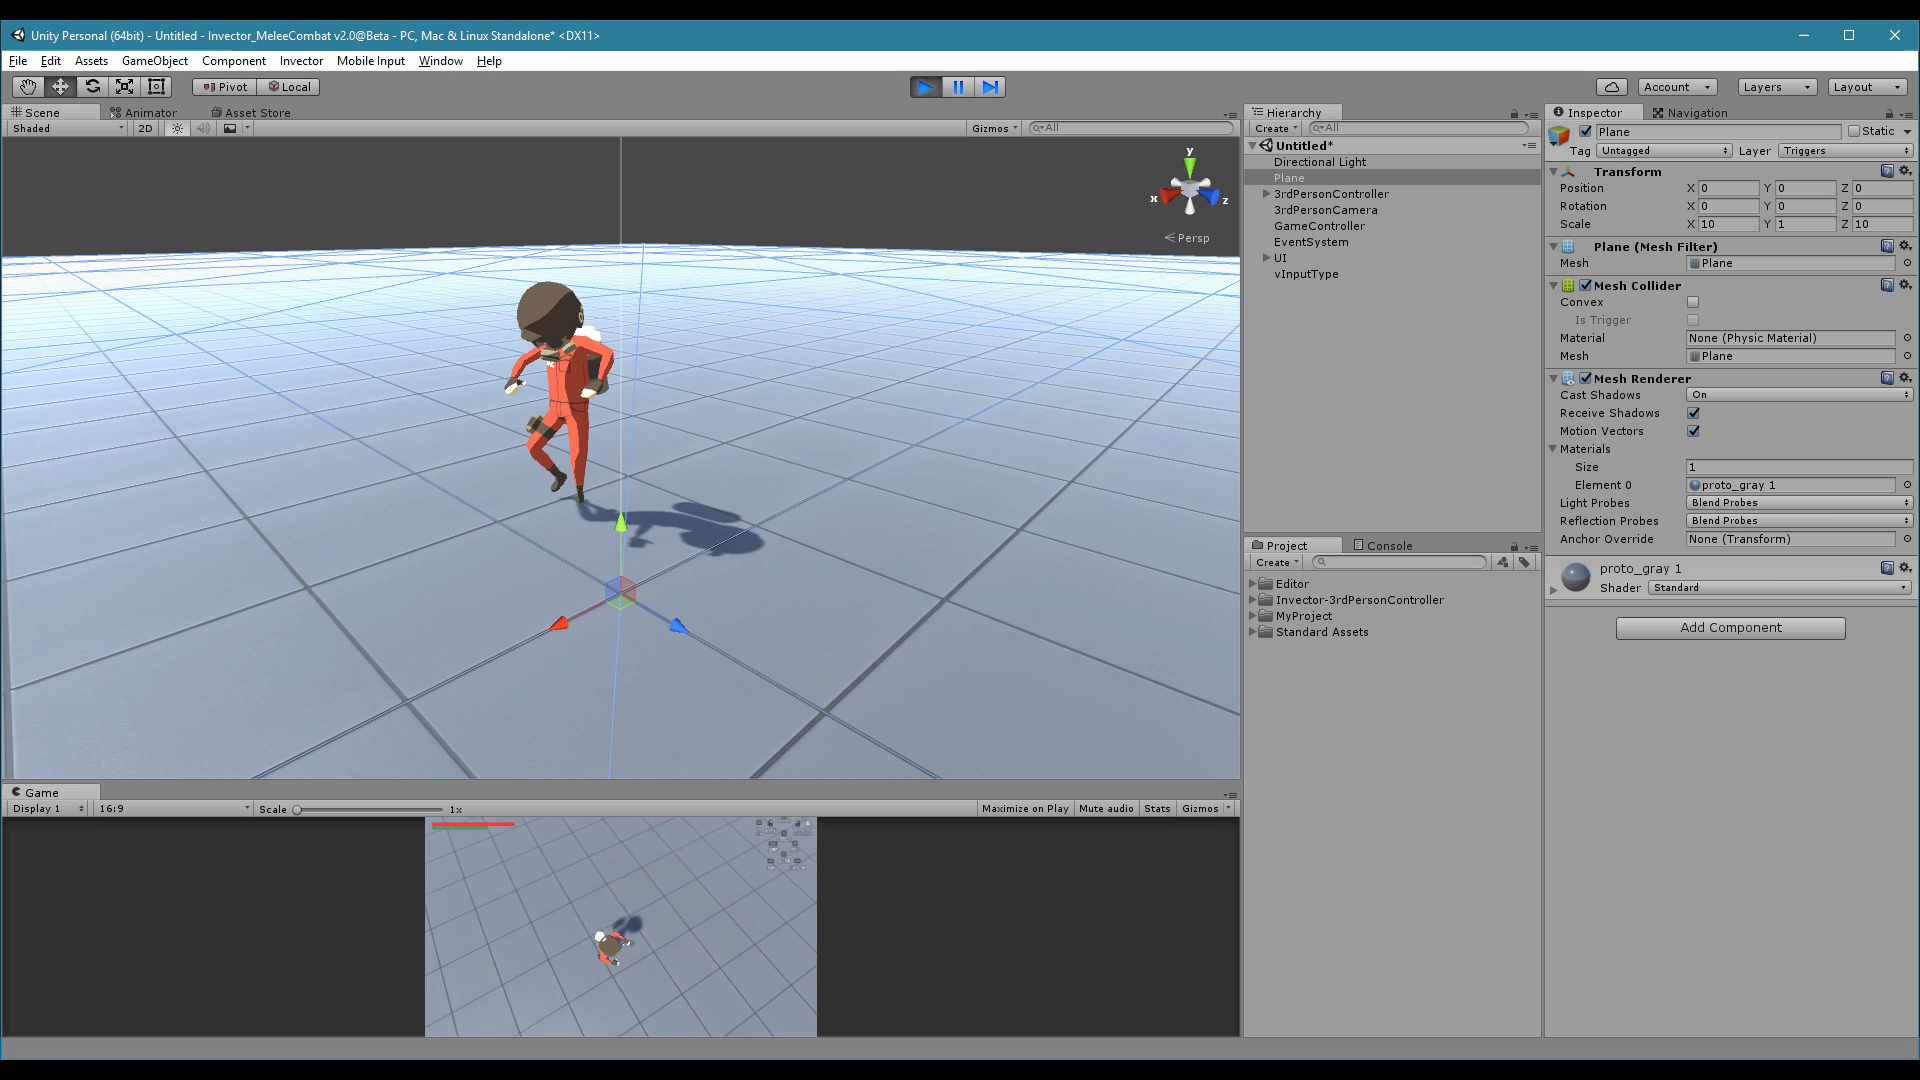 Unity Personal (64bit) - Untitled - Invector_MeleeCombat v2.0@Beta - PC, Mac & Linux Standalone* <DX11>
File Edit Assets GameObject Component Invector Mobile Input Window Help
Pivot Local
Account Layers Layout
Scene Animator Asset Store
Shaded 2D Gizmos All
y
x
z
Persp
Hierarchy
Create All
Untitled*
Directional Light
Plane
3rdPersonController
3rdPersonCamera
GameController
EventSystem
UI
vInputType
Project Console
Create
Editor
Invector-3rdPersonController
MyProject
Standard Assets
Inspector Navigation
Plane Static
Tag Untagged Layer Triggers
Transform
Position X 0 Y 0 Z 0
Rotation X 0 Y 0 Z 0
Scale X 10 Y 1 Z 10
Plane (Mesh Filter)
Mesh Plane
Mesh Collider
Convex
Is Trigger
Material None (Physic Material)
Mesh Plane
Mesh Renderer
Cast Shadows On
Receive Shadows
Motion Vectors
Materials
Size 1
Element 0 proto_gray 1
Light Probes Blend Probes
Reflection Probes Blend Probes
Anchor Override None (Transform)
proto_gray 1
Shader Standard
Add Component
Game
Display 1 16:9 Scale 1x Maximize on Play Mute audio Stats Gizmos